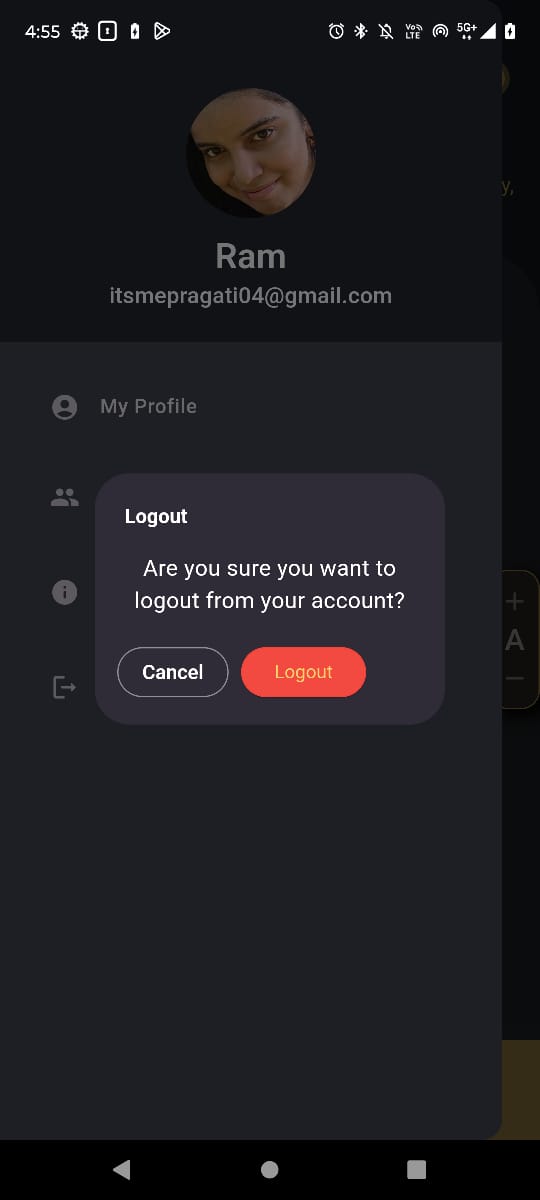 4:55
Vo LTE
5G+
y,
Ram
itsmepragati04@gmail.com
My Profile
Logout
Are you sure you want to
logout from your account?
+
A
−
Cancel
Logout